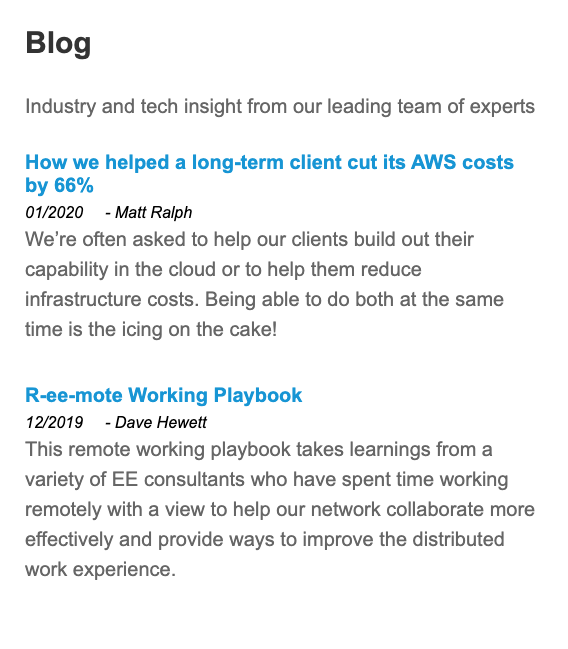 Blog
Industry and tech insight from our leading team of experts
How we helped a long-term client cut its AWS costs
by 66%
01/2020 - Matt Ralph
We’re often asked to help our clients build out their
capability in the cloud or to help them reduce
infrastructure costs. Being able to do both at the same
time is the icing on the cake!
R-ee-mote Working Playbook
12/2019 - Dave Hewett
This remote working playbook takes learnings from a
variety of EE consultants who have spent time working
remotely with a view to help our network collaborate more
effectively and provide ways to improve the distributed
work experience.